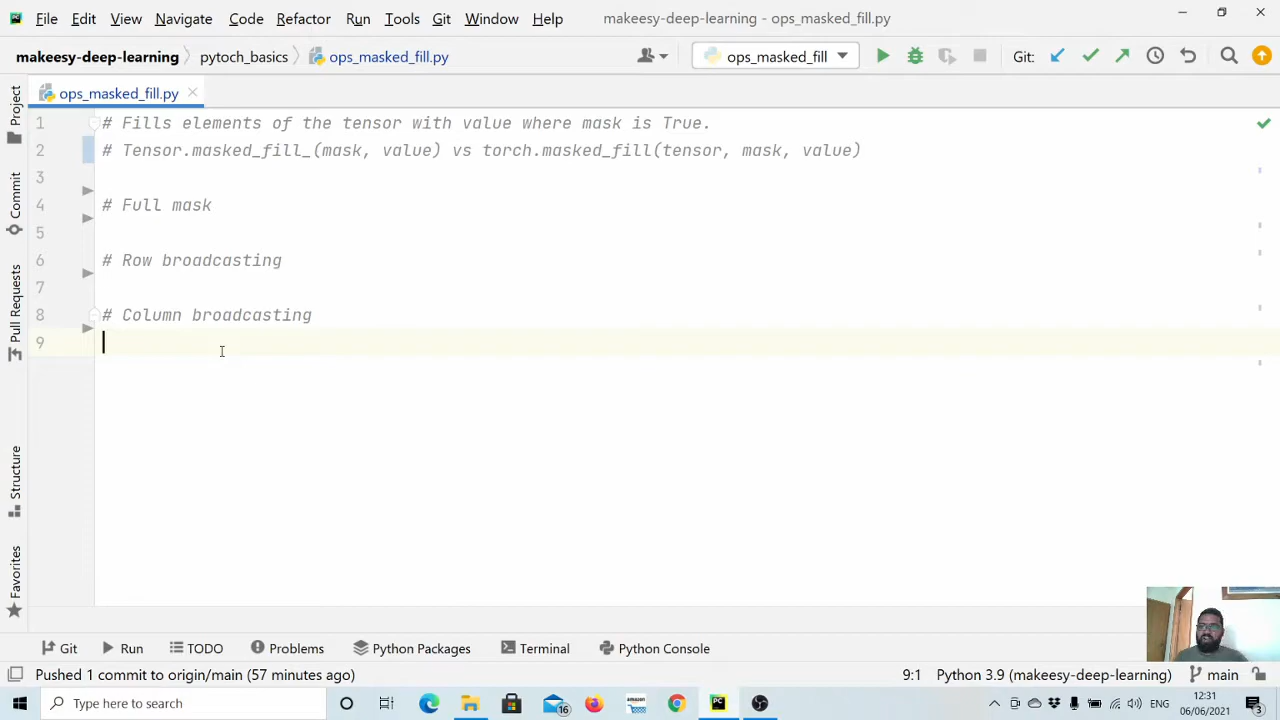 File Edit View Navigate Code Refactor Run Tools Git Window Help makeesy-deep-learning - ops_masked_fill.py
makeesy-deep-learning pytoch_basics ops_masked_fill.py ops_masked_fill Git:
ops_masked_fill.py
Project
Commit
Pull Requests
Structure
Favorites
1 # Fills elements of the tensor with value where mask is True.
2 # Tensor.masked_fill_(mask, value) vs torch.masked_fill(tensor, mask, value)
3
4 # Full mask
5
6 # Row broadcasting
7
8 # Column broadcasting
9
Git Run TODO Problems Python Packages Terminal Python Console
Pushed 1 commit to origin/main (57 minutes ago) 9:1 Python 3.9 (makeesy-deep-learning) main
Type here to search amazon 16 ENG 12:31
06/06/2021 3